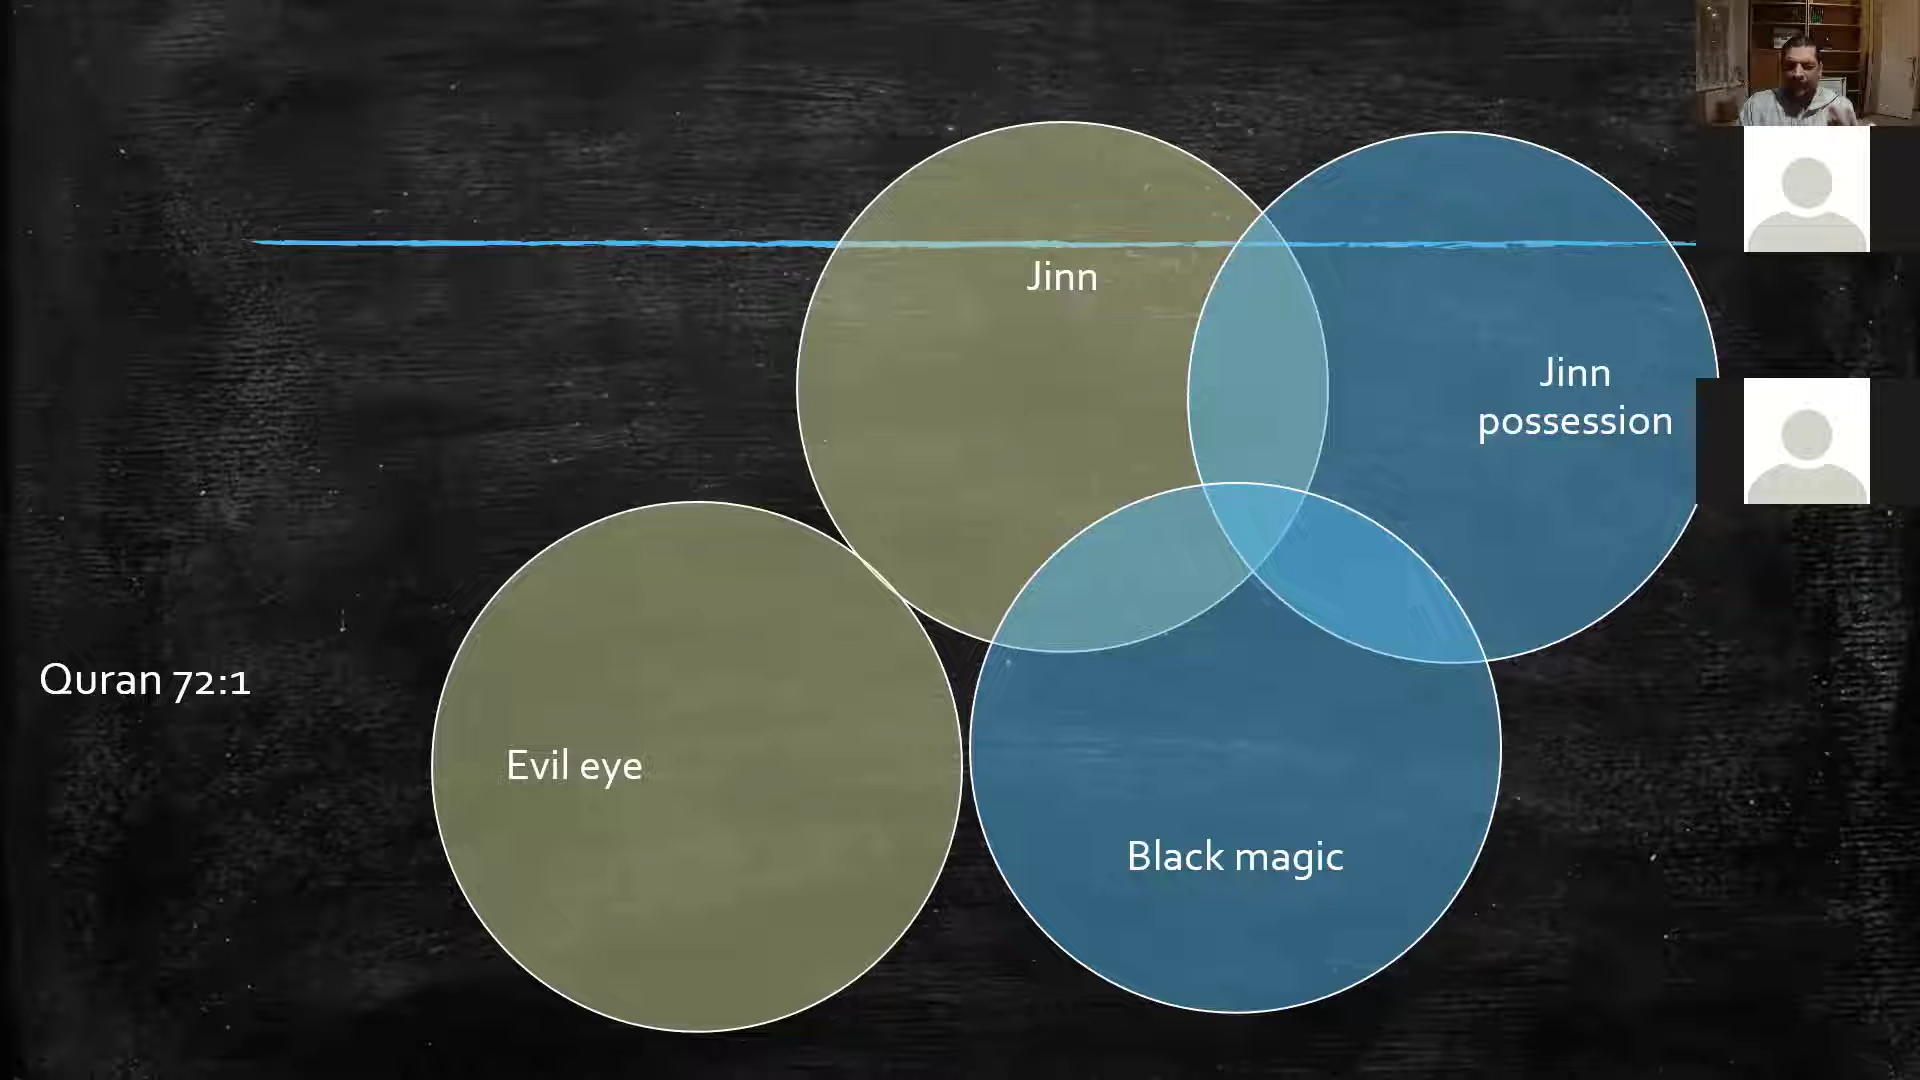 Jinn
Jinn
possession
Quran 72:1
Evil eye
Black magic